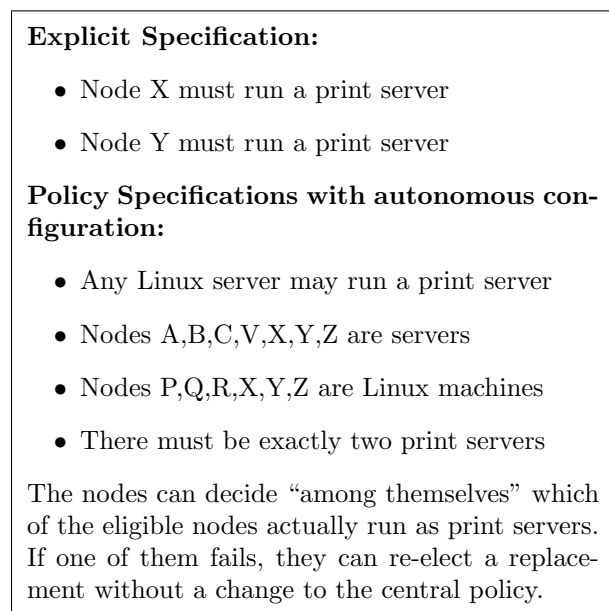 Explicit Specification:
• Node X must run a print server
• Node Y must run a print server
Policy Specifications with autonomous con-
figuration:
• Any Linux server may run a print server
• Nodes A,B,C,V,X,Y,Z are servers
• Nodes P,Q,R,X,Y,Z are Linux machines
• There must be exactly two print servers
The nodes can decide “among themselves” which
of the eligible nodes actually run as print servers.
If one of them fails, they can re-elect a replace-
ment without a change to the central policy.